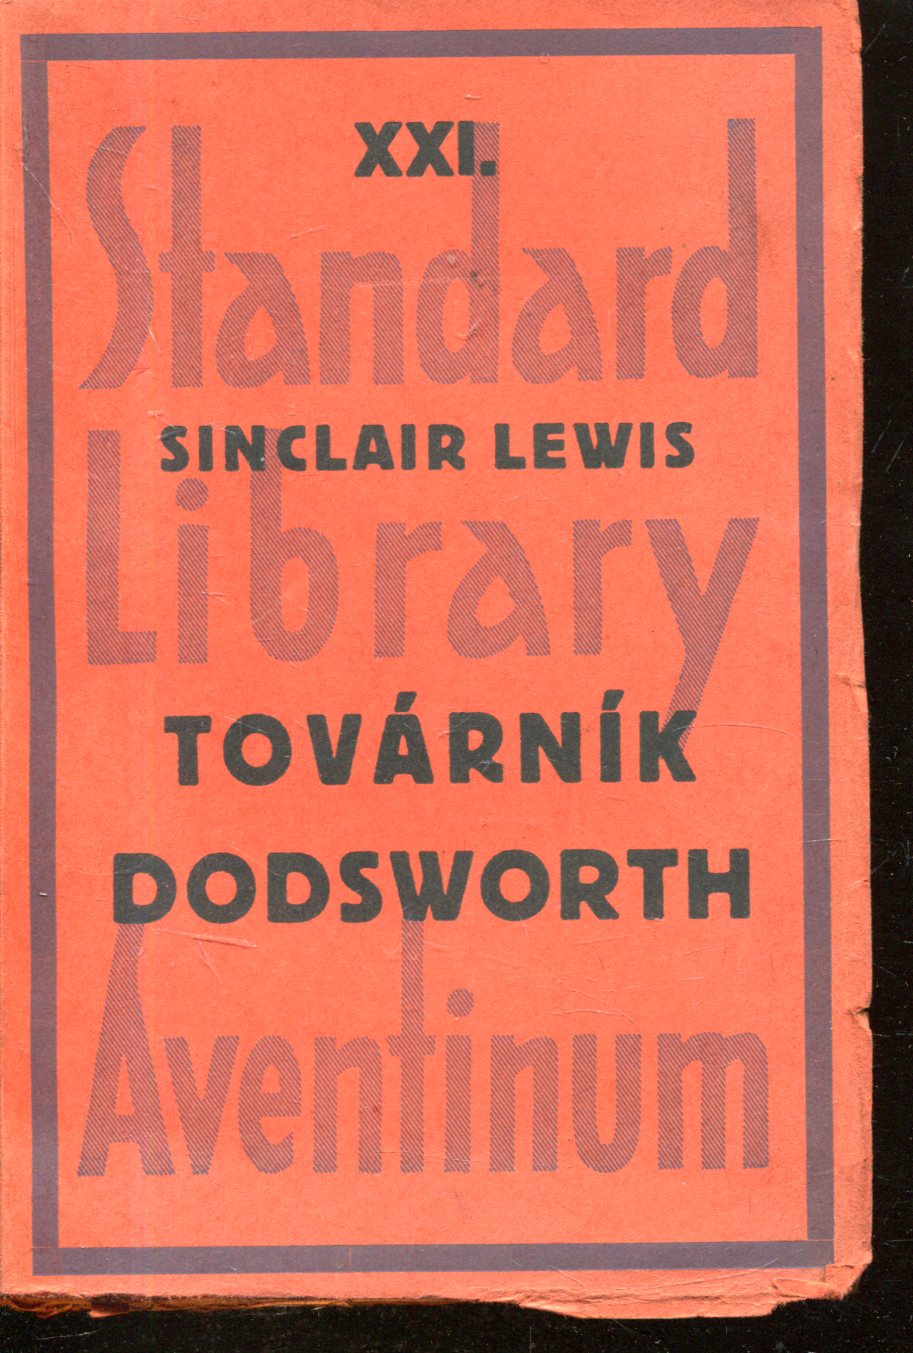 XXI.
Standard
SINCLAIR LEWIS
Library
TOVÁRNÍK
DODSWORTH
Aventinum